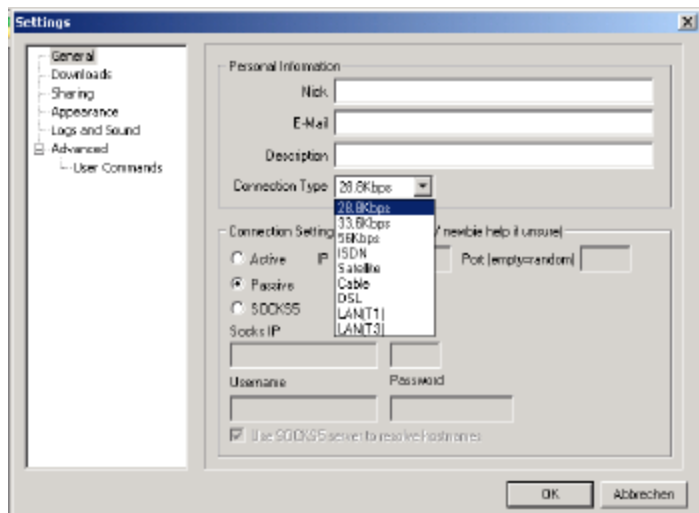 Settings
General
Downloads
Sharing
Appearance
Logs and Sound
Advanced
User Commands
Personal Information
Nick
E-Mail
Description
Connection Type 28.8Kbps
28.8Kbps
33.6Kbps
56Kbps
ISDN
Satellite
Cable
DSL
LAN(T1)
LAN(T3)
Connection Setting
/ newbie help if unsure)
Active IP Port (empty=random)
Passive
SOCKS5
Socks IP
Username Password
Use SOCKS5 server to resolve hostnames
OK Abbrechen